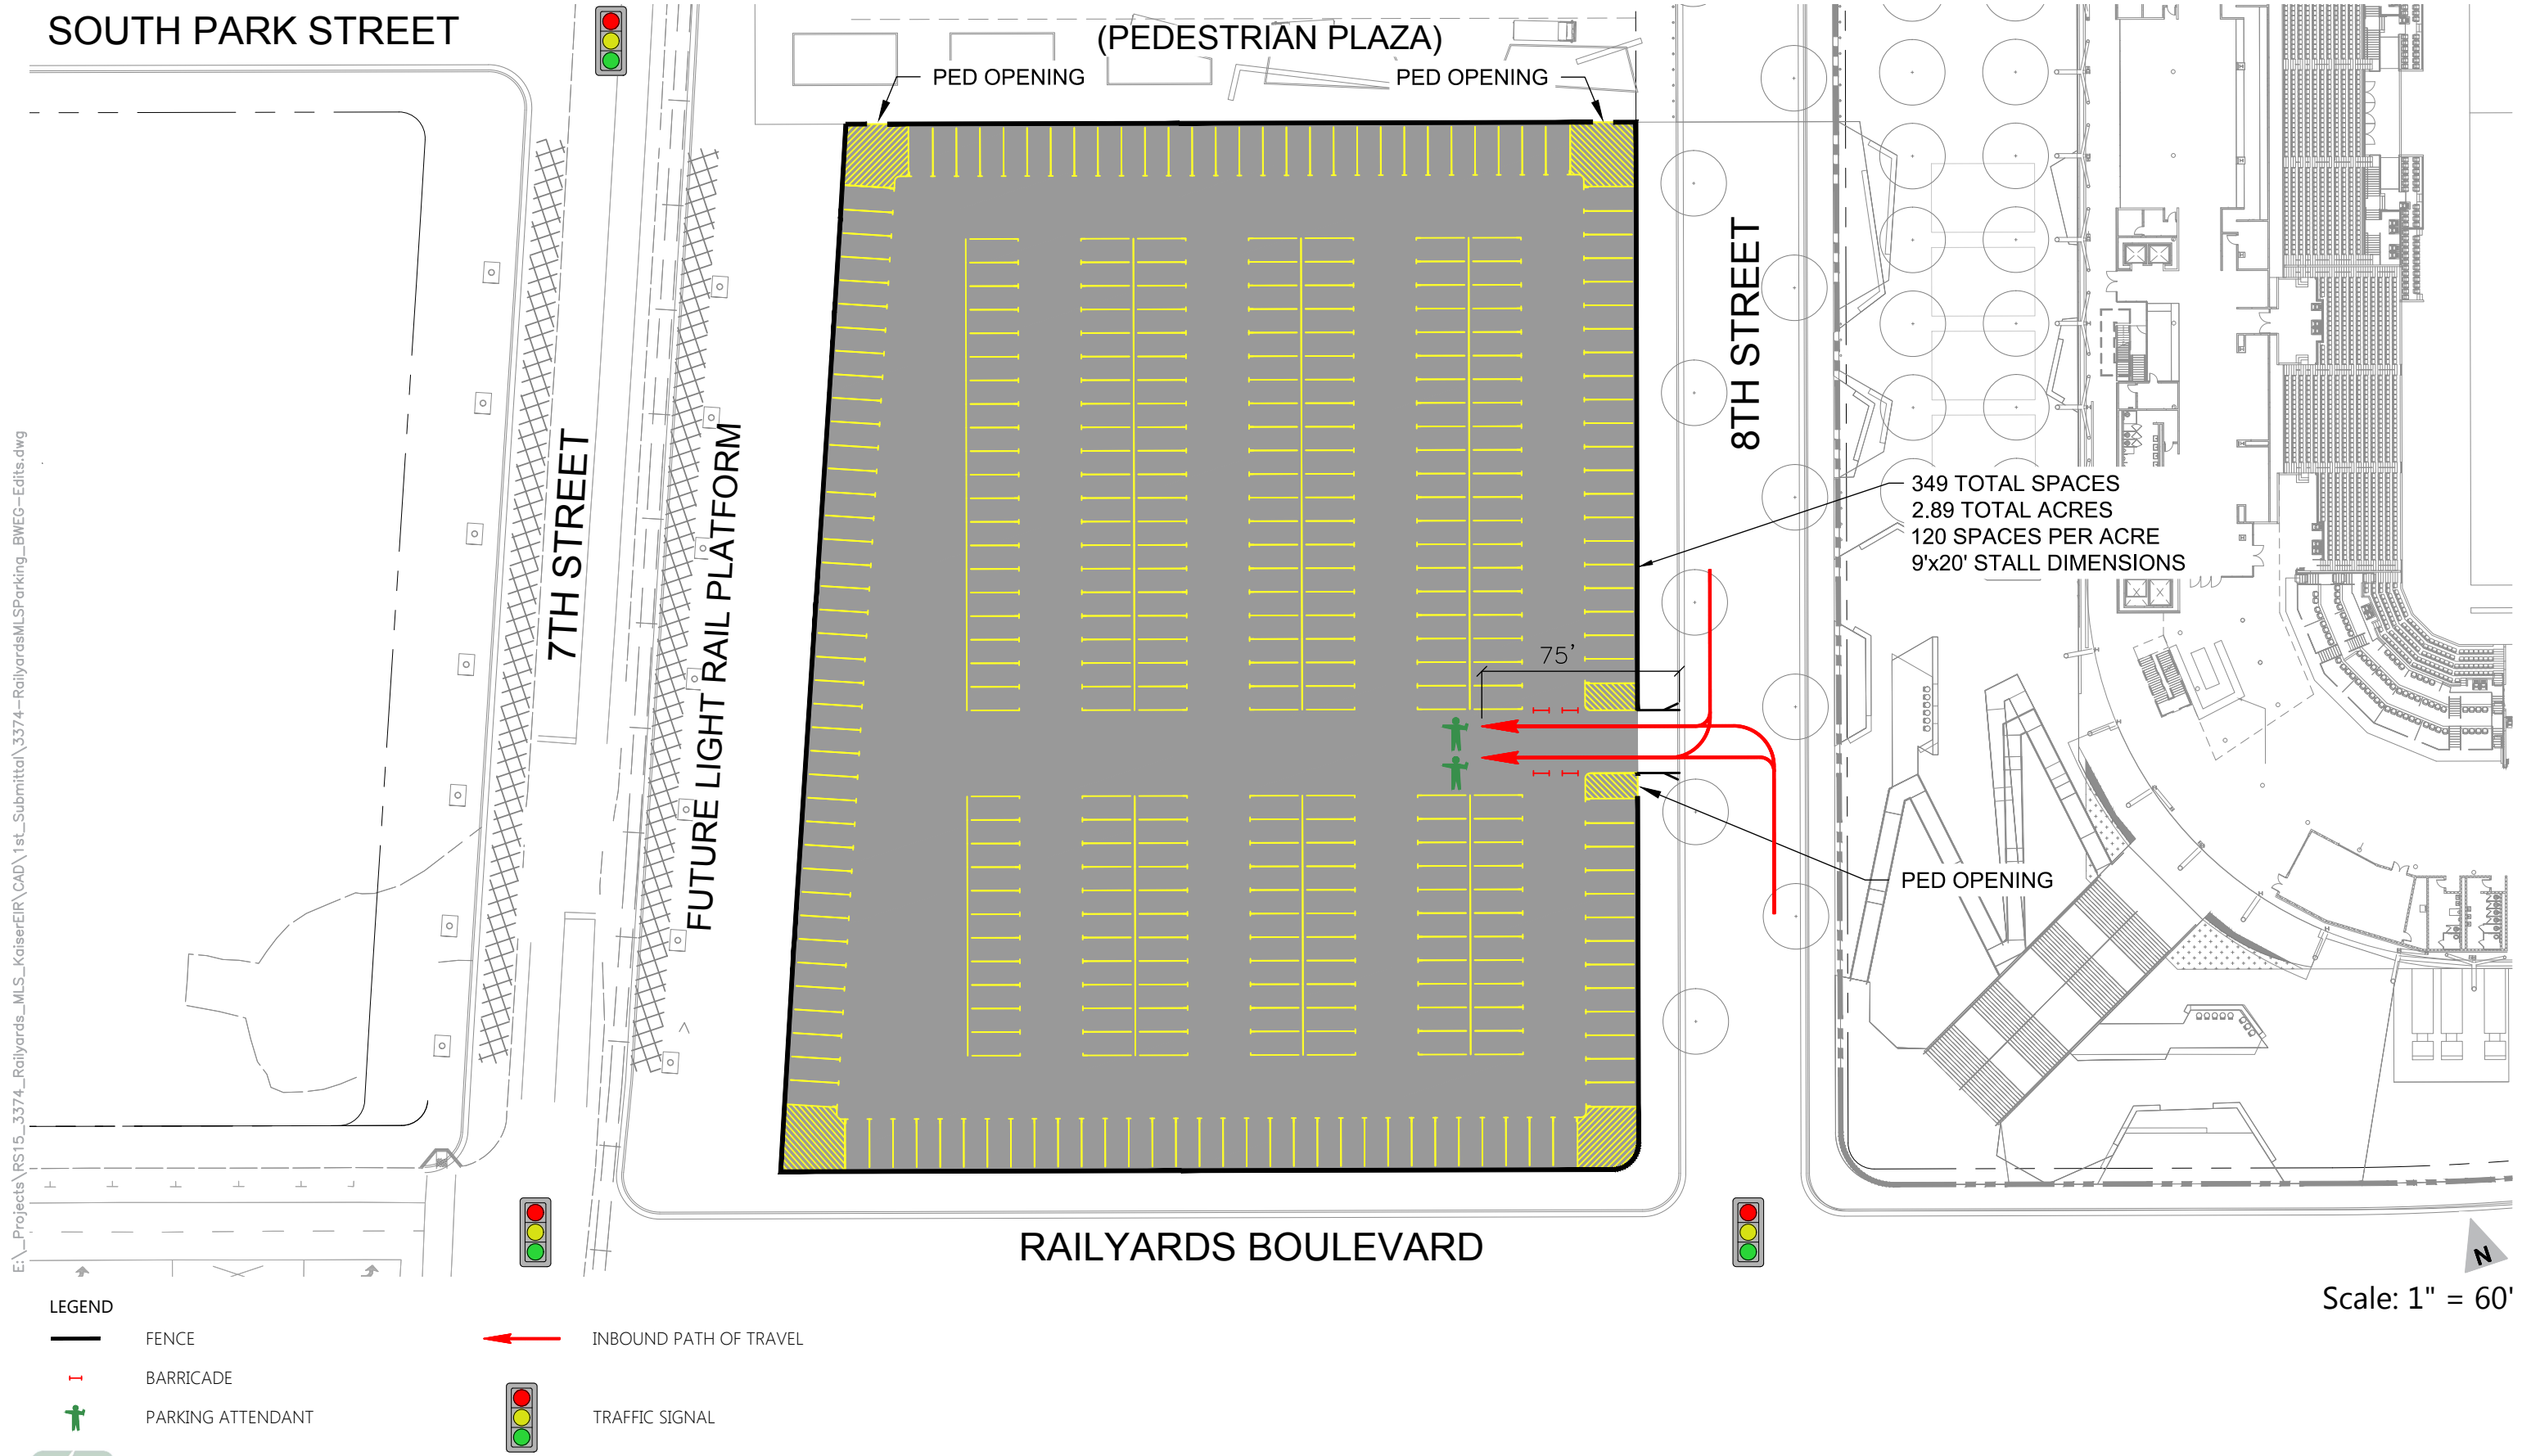 SOUTH PARK STREET
(PEDESTRIAN PLAZA)
PED OPENING
PED OPENING
7TH STREET
FUTURE LIGHT RAIL PLATFORM
8TH STREET
349 TOTAL SPACES
2.89 TOTAL ACRES
120 SPACES PER ACRE
9'x20' STALL DIMENSIONS
75'
PED OPENING
RAILYARDS BOULEVARD
N
Scale: 1" = 60'
E:\_Projects\RS15_3374_Railyards_MLS_KaiserEIR\CAD\1st_Submittal\3374-RailyardsMLSParking_BWEG-Edits.dwg
LEGEND
FENCE
BARRICADE
PARKING ATTENDANT
INBOUND PATH OF TRAVEL
TRAFFIC SIGNAL